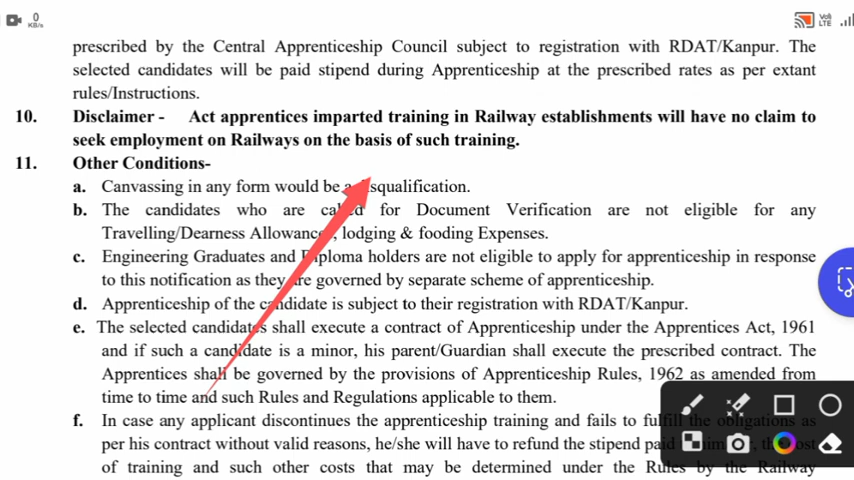 0
KB/s
Vo)
LTE
prescribed by the Central Apprenticeship Council subject to registration with RDAT/Kanpur. The
selected candidates will be paid stipend during Apprenticeship at the prescribed rates as per extant
rules/Instructions.
10. Disclaimer - Act apprentices imparted training in Railway establishments will have no claim to
seek employment on Railways on the basis of such training.
11. Other Conditions-
a. Canvassing in any form would be a disqualification.
b. The candidates who are called for Document Verification are not eligible for any
Travelling/Dearness Allowances, lodging & fooding Expenses.
c. Engineering Graduates and Diploma holders are not eligible to apply for apprenticeship in response
to this notification as they are governed by separate scheme of apprenticeship.
d. Apprenticeship of the candidate is subject to their registration with RDAT/Kanpur.
e. The selected candidates shall execute a contract of Apprenticeship under the Apprentices Act, 1961
and if such a candidate is a minor, his parent/Guardian shall execute the prescribed contract. The
Apprentices shall be governed by the provisions of Apprenticeship Rules, 1962 as amended from
time to time and such Rules and Regulations applicable to them.
f. In case any applicant discontinues the apprenticeship training and fails to fulfill the obligations as
per his contract without valid reasons, he/she will have to refund the stipend paid
of training and such other costs that may be determined under the Rules by the Railway